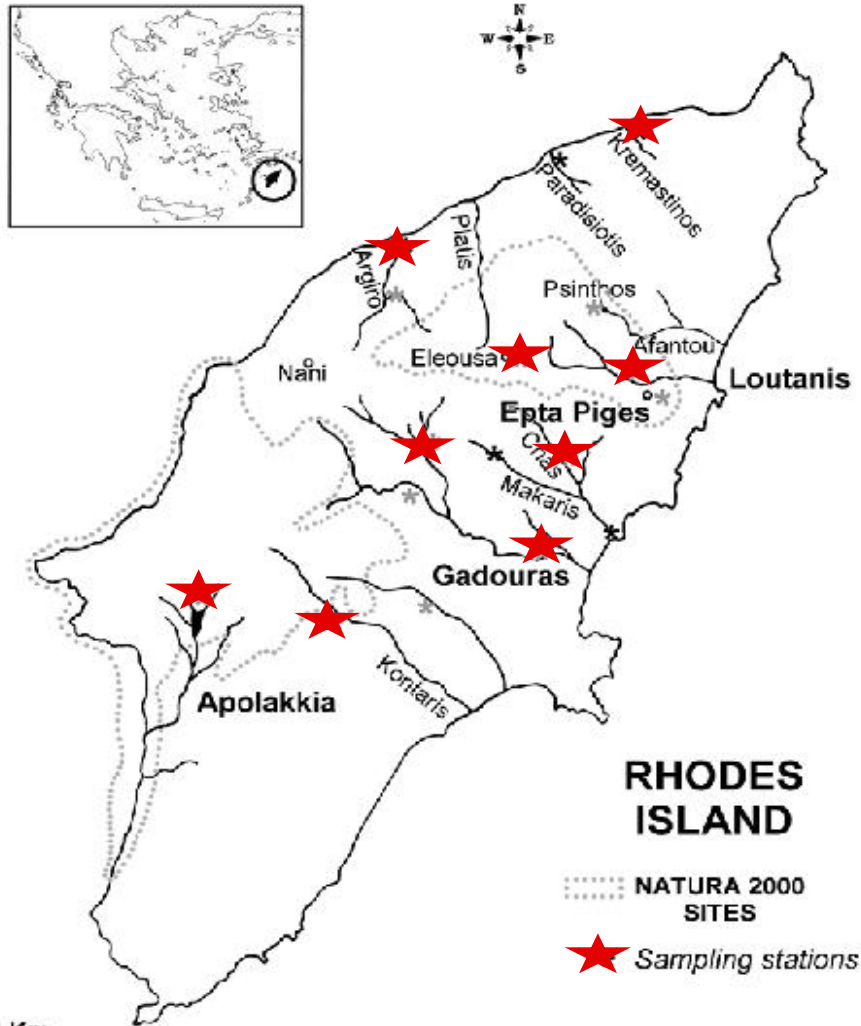 N
W E
S
Kremastinos
Paradisiotis
Platis
Argiro
Psinthos
Afantou
Eleousa
Nani
Loutanis
Epta Piges
Makaris
Gadouras
Kontaris
Apolakkia
RHODES
ISLAND
NATURA 2000
SITES
Sampling stations